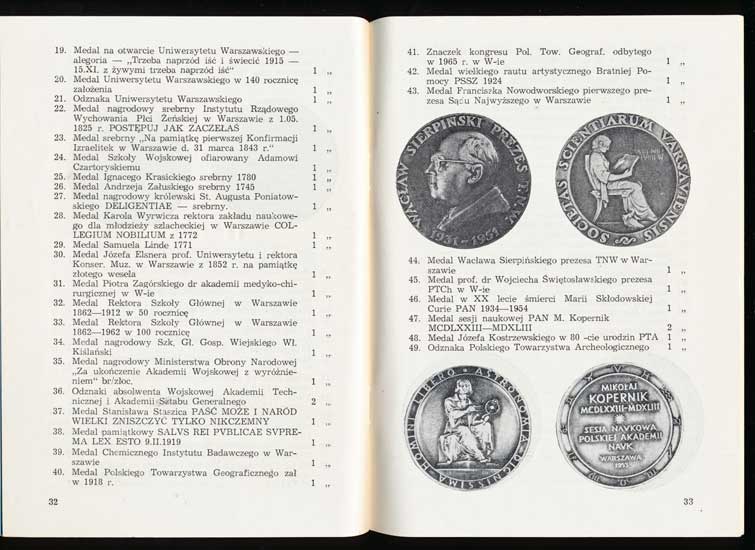 19. Medal na otwarcie Uniwersytetu Warszawskiego —
alegoria — „Trzeba naprzód iść i świecić 1915 —
15.XI. z żywymi trzeba naprzód iść“ 1 „
20. Medal Uniwersytetu Warszawskiego w 140 rocznicę
założenia 1 „
21. Odznaka Uniwersytetu Warszawskiego 1 „
22. Medal nagrodowy srebrny Instytutu Rządowego
Wychowania Płci Żeńskiej w Warszawie z 1.05.
1825 r. POSTĘPUJ JAK ZACZĘŁAŚ 1 „
23. Medal srebrny „Na pamiątkę pierwszej Konfirmacji
Izraelitek w Warszawie d. 31 marca 1843 r.“ 1 „
24. Medal Szkoły Wojskowej ofiarowany Adamowi
Czartoryskiemu 1 „
25. Medal Ignacego Krasickiego srebrny 1780 1 „
26. Medal Andrzeja Załuskiego srebrny 1745 1 „
27. Medal nagrodowy królewski St. Augusta Poniatow-
skiego DELIGENTIAE — srebrny. 1 „
28. Medal Karola Wyrwicza rektora zakładu naukowe-
go dla młodzieży szlacheckiej w Warszawie COL-
LEGIUM NOBILIUM z 1772 1 „
29. Medal Samuela Linde 1771 1 „
30. Medal Józefa Elsnera prof. Uniwersytetu i rektora
Konser. Muz. w Warszawie z 1852 r. na pamiątkę
złotego wesela 1 „
31. Medal Piotra Zagórskiego dr akademii medyko-chi-
rurgicznej w W-ie 1 „
32. Medal Rektora Szkoły Głównej w Warszawie
1862—1912 w 50 rocznicę 1 „
33. Medal Rektora Szkoły Głównej w Warszawie
1862—1962 w 100 rocznicę 1 „
34. Medal nagrodowy Szk. Gł. Gosp. Wiejskiego Wł.
Kiślański 1 „
35. Medal nagrodowy Ministerstwa Obrony Narodowej
„Za ukończenie Akademii Wojskowej z wyróżnie-
niem“ br/złoc. 1 „
36. Odznaki absolwenta Wojskowej Akademii Tech-
nicznej i Akademii Sztabu Generalnego 2 „
37. Medal Stanisława Staszica PAŚĆ MOŻE I NARÓD
WIELKI ZNISZCZYĆ TYLKO NIKCZEMNY 1 „
38. Medal pamiątkowy SALVS REI PVBLICAE SVPRE-
MA LEX ESTO 9.II.1919 1 „
39. Medal Chemicznego Instytutu Badawczego w War-
szawie 1 „
40. Medal Polskiego Towarzystwa Geograficznego zał
w 1918 r. 1 „
32
41. Znaczek kongresu Pol. Tow. Geograf. odbytego
w 1965 r. w W-ie 1 „
42. Medal wielkiego rautu artystycznego Bratniej Po-
mocy PSSZ 1924 1 „
43. Medal Franciszka Nowodworskiego pierwszego pre-
zesa Sądu Najwyższego w Warszawie 1 „
WACŁAW SIERPIŃSKI PREZES T.N.W.
1931-1951
SOCIETAS SCIENTIARUM VARSAVIENSIS
44. Medal Wacława Sierpińskiego prezesa TNW w War-
szawie 1 „
45. Medal prof. dr Wojciecha Świętosławskiego prezesa
PTCh w W-ie 1 „
46. Medal w XX lecie śmierci Marii Skłodowskiej
Curie PAN 1934—1954 1 „
47. Medal sesji naukowej PAN M. Kopernik
MCDLXXIII—MDXLIII 2 „
48. Medal Józefa Kostrzewskiego w 80 -cie urodzin PTA 1 „
49. Odznaka Polskiego Towarzystwa Archeologicznego 1 „
HOMINI LIBERO • ASTRONOMIA DIGNISSIMA
MIKOŁAJ
KOPERNIK
MCDLXXIII-MDXLIII
SESJA NAUKOWA
POLSKIEJ AKADEMII
NAUK
WARSZAWA
1953
33